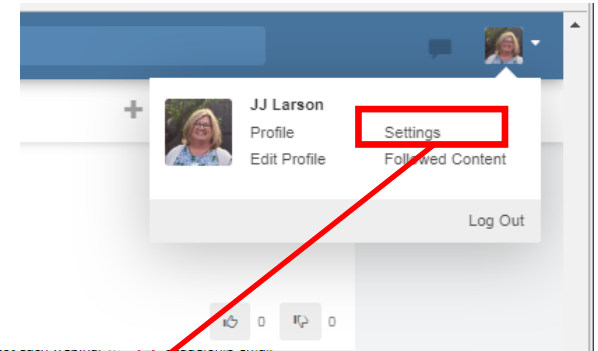 JJ Larson
Profile Settings
Edit Profile Followed Content
Log Out
0 0